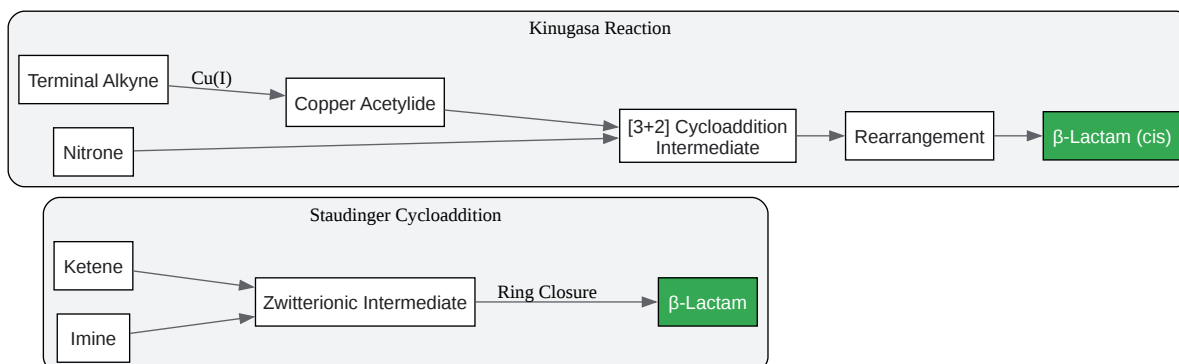 Kinugasa Reaction
Terminal Alkyne
Cu(I)
Copper Acetylide
Nitrone
[3+2] Cycloaddition
Intermediate
Rearrangement
β-Lactam (cis)
Staudinger Cycloaddition
Ketene
Imine
Zwitterionic Intermediate
Ring Closure
β-Lactam